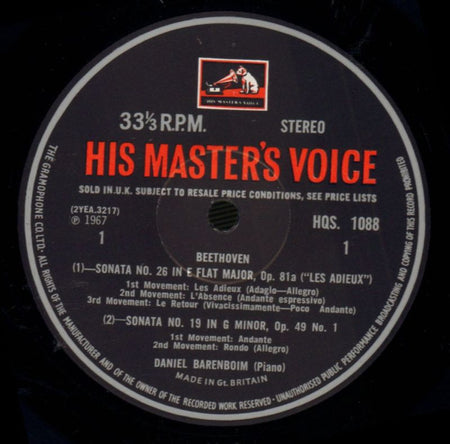 HIS MASTER'S VOICE
33⅓ R.P.M. STEREO
HIS MASTER'S VOICE
SOLD IN U.K. SUBJECT TO RESALE PRICE CONDITIONS, SEE PRICE LISTS
(2YEA.3217) HQS. 1088
℗ 1967
1 1
BEETHOVEN
(1)—SONATA NO. 26 IN E FLAT MAJOR, Op. 81a ("LES ADIEUX")
1st Movement: Les Adieux (Adagio—Allegro)
2nd Movement: L'Absence (Andante espressivo)
3rd Movement: Le Retour (Vivacissimamente—Poco Andante)
(2)—SONATA NO. 19 IN G MINOR, Op. 49 No. 1
1st Movement: Andante
2nd Movement: Rondo (Allegro)
DANIEL BARENBOIM (Piano)
MADE IN Gt. BRITAIN
THE GRAMOPHONE CO. LTD. ALL RIGHTS OF THE MANUFACTURER AND OF THE OWNER OF THE RECORDED WORK RESERVED - UNAUTHORISED PUBLIC PERFORMANCE BROADCASTING AND COPYING OF THIS RECORD PROHIBITED